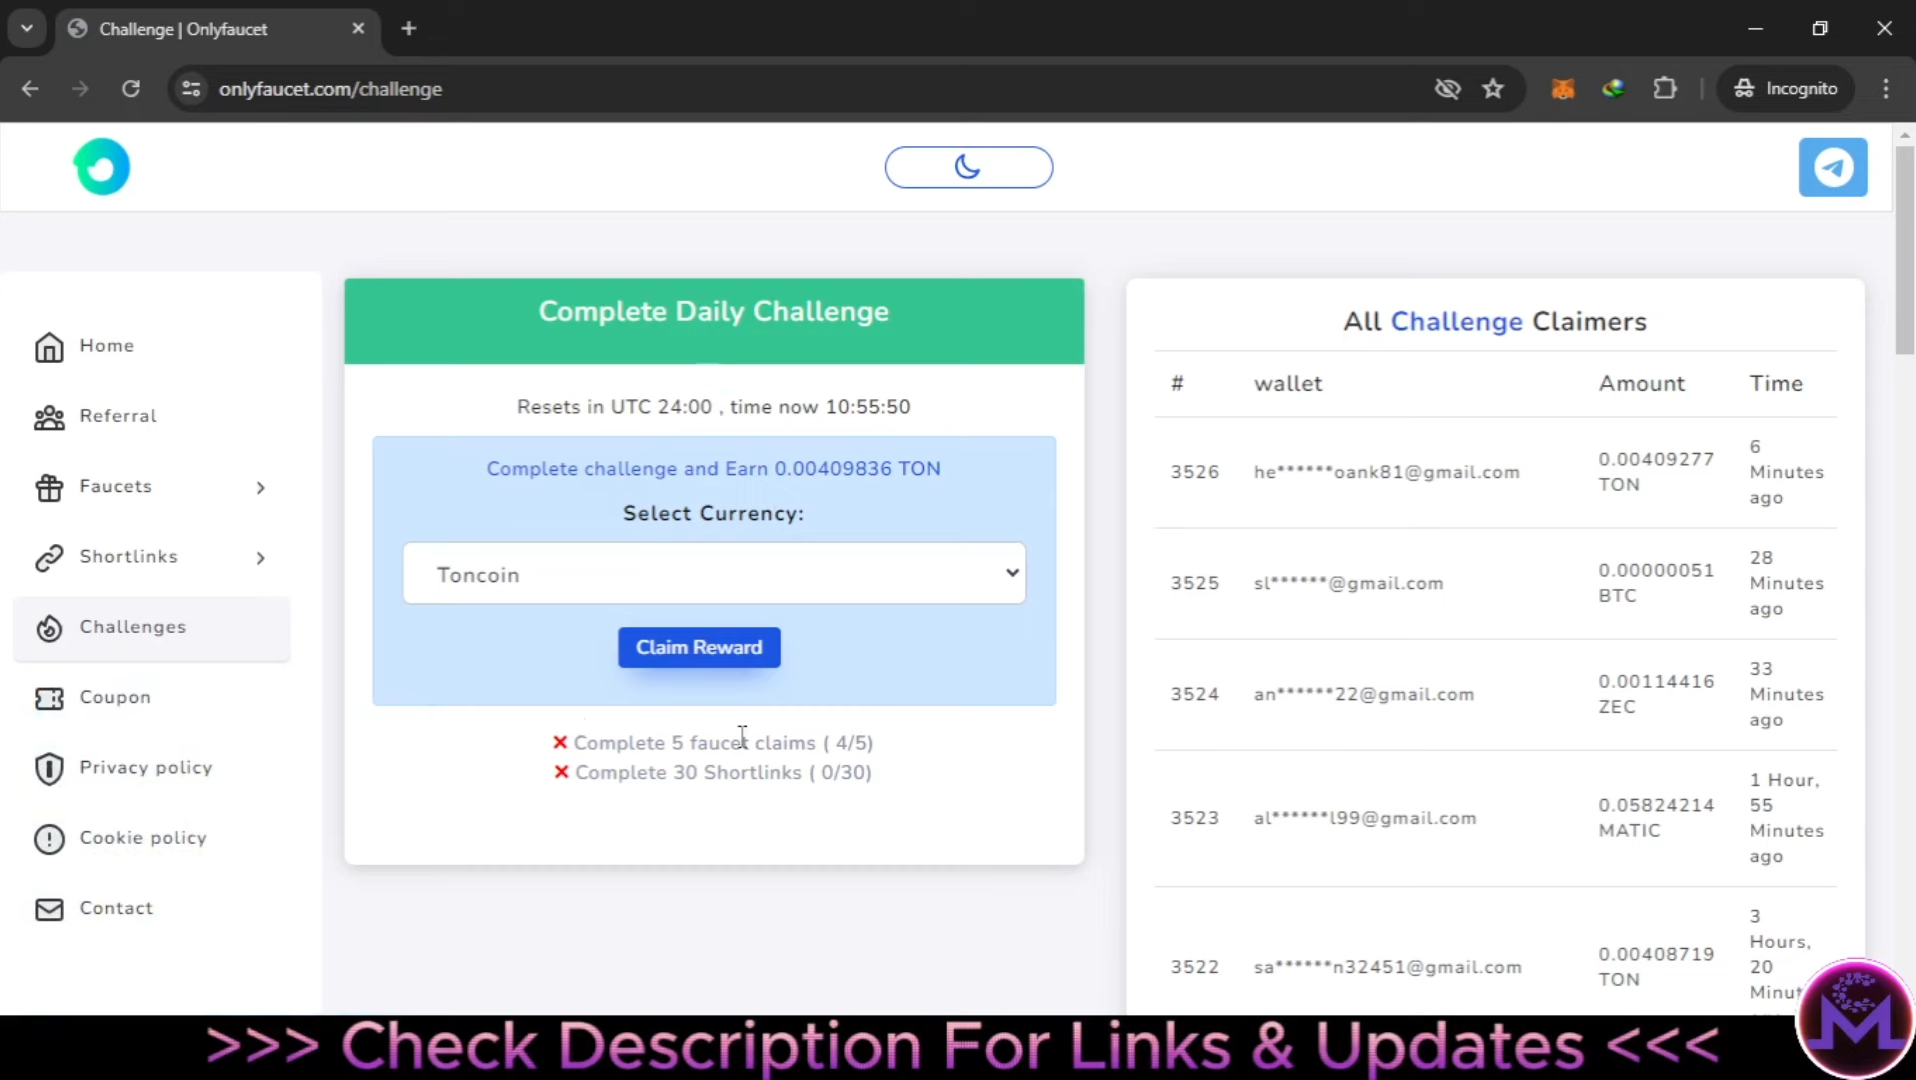 Challenge | Onlyfaucet
onlyfaucet.com/challenge
Incognito
Home
Referral
Faucets
Shortlinks
Challenges
Coupon
Privacy policy
Cookie policy
Contact
Complete Daily Challenge
Resets in UTC 24:00 , time now 10:55:50
Complete challenge and Earn 0.00409836 TON
Select Currency:
Toncoin
Claim Reward
Complete 5 faucet claims ( 4/5)
Complete 30 Shortlinks ( 0/30)
All Challenge Claimers
# wallet Amount Time
3526 he******oank81@gmail.com 0.00409277 TON 6 Minutes ago
3525 sl******@gmail.com 0.00000051 BTC 28 Minutes ago
3524 an******22@gmail.com 0.00114416 ZEC 33 Minutes ago
3523 al******l99@gmail.com 0.05824214 MATIC 1 Hour, 55 Minutes ago
3522 sa******n32451@gmail.com 0.00408719 TON 3 Hours, 20
>>> Check Description For Links & Updates <<<